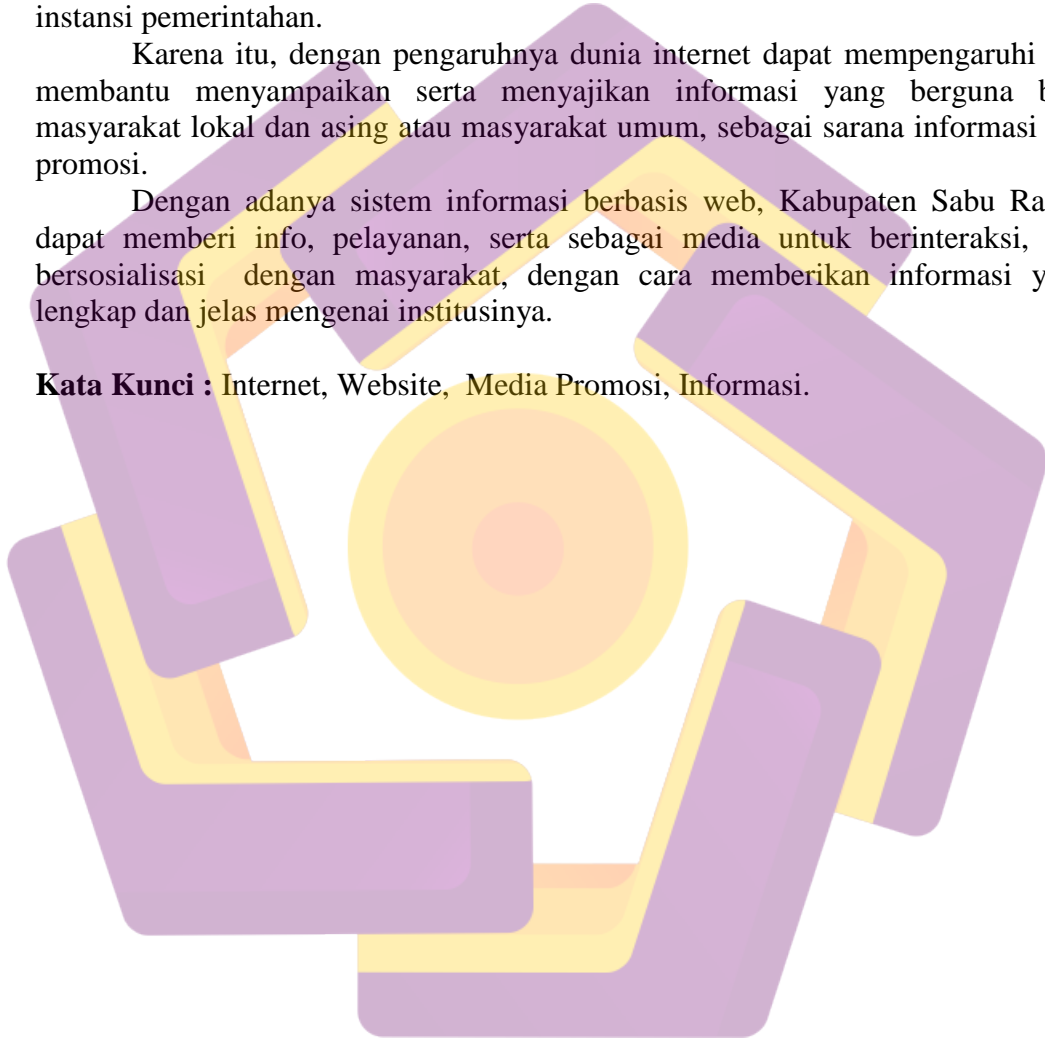 instansi pemerintahan.
Karena itu, dengan pengaruhnya dunia internet dapat mempengaruhi
membantu menyampaikan serta menyajikan informasi yang berguna b
masyarakat lokal dan asing atau masyarakat umum, sebagai sarana informasi
promosi.
Dengan adanya sistem informasi berbasis web, Kabupaten Sabu Ra
dapat memberi info, pelayanan, serta sebagai media untuk berinteraksi,
bersosialisasi dengan masyarakat, dengan cara memberikan informasi y
lengkap dan jelas mengenai institusinya.
Kata Kunci : Internet, Website, Media Promosi, Informasi.